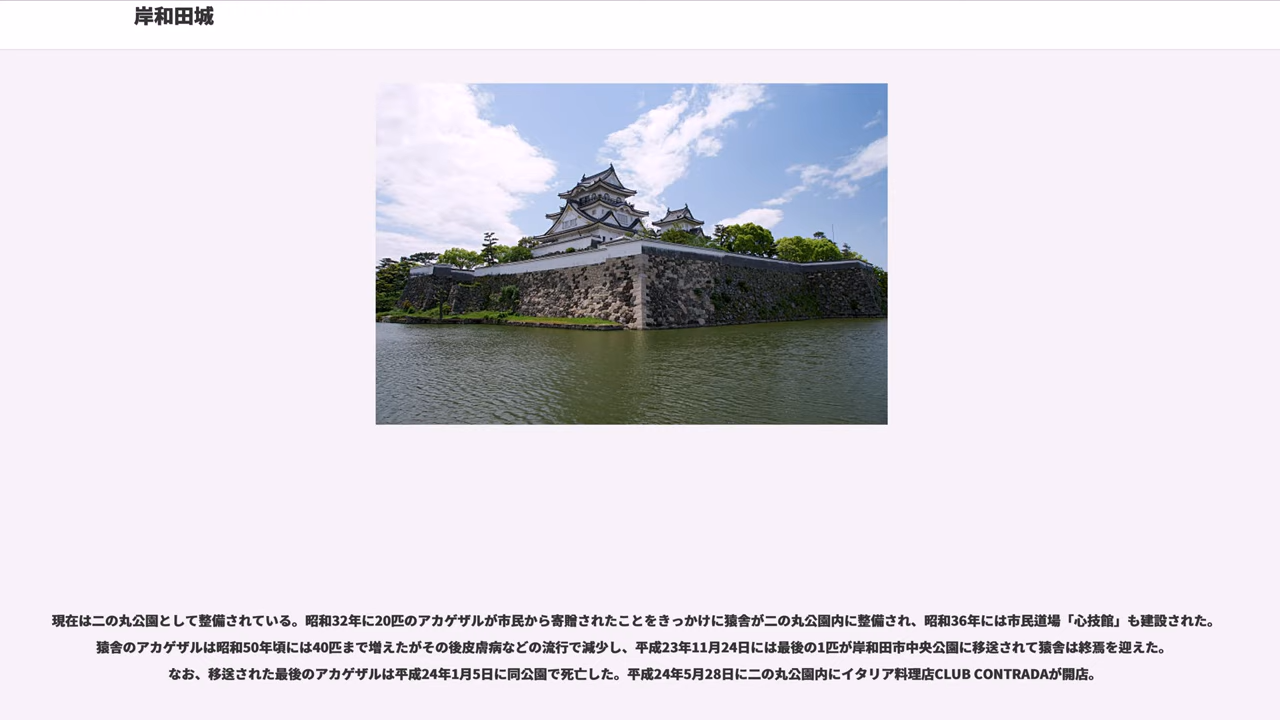 岸和田城
現在は二の丸公園として整備されている。昭和32年に20匹のアカゲザルが市民から寄贈されたことをきっかけに猿舎が二の丸公園内に整備され、昭和36年には市民道場「心技館」も建設された。
猿舎のアカゲザルは昭和50年頃には40匹まで増えたがその後皮膚病などの流行で減少し、平成23年11月24日には最後の1匹が岸和田市中央公園に移送されて猿舎は終焉を迎えた。
なお、移送された最後のアカゲザルは平成24年1月5日に同公園で死亡した。平成24年5月28日に二の丸公園内にイタリア料理店CLUB CONTRADAが開店。